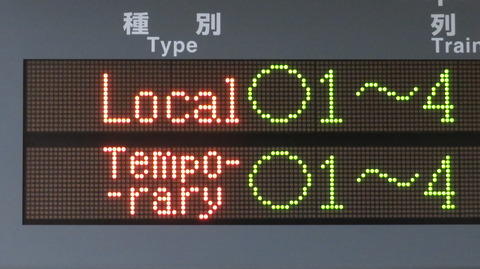 種別 列
Type Train
Local ○1～4
Tempo-
-rary ○1～4